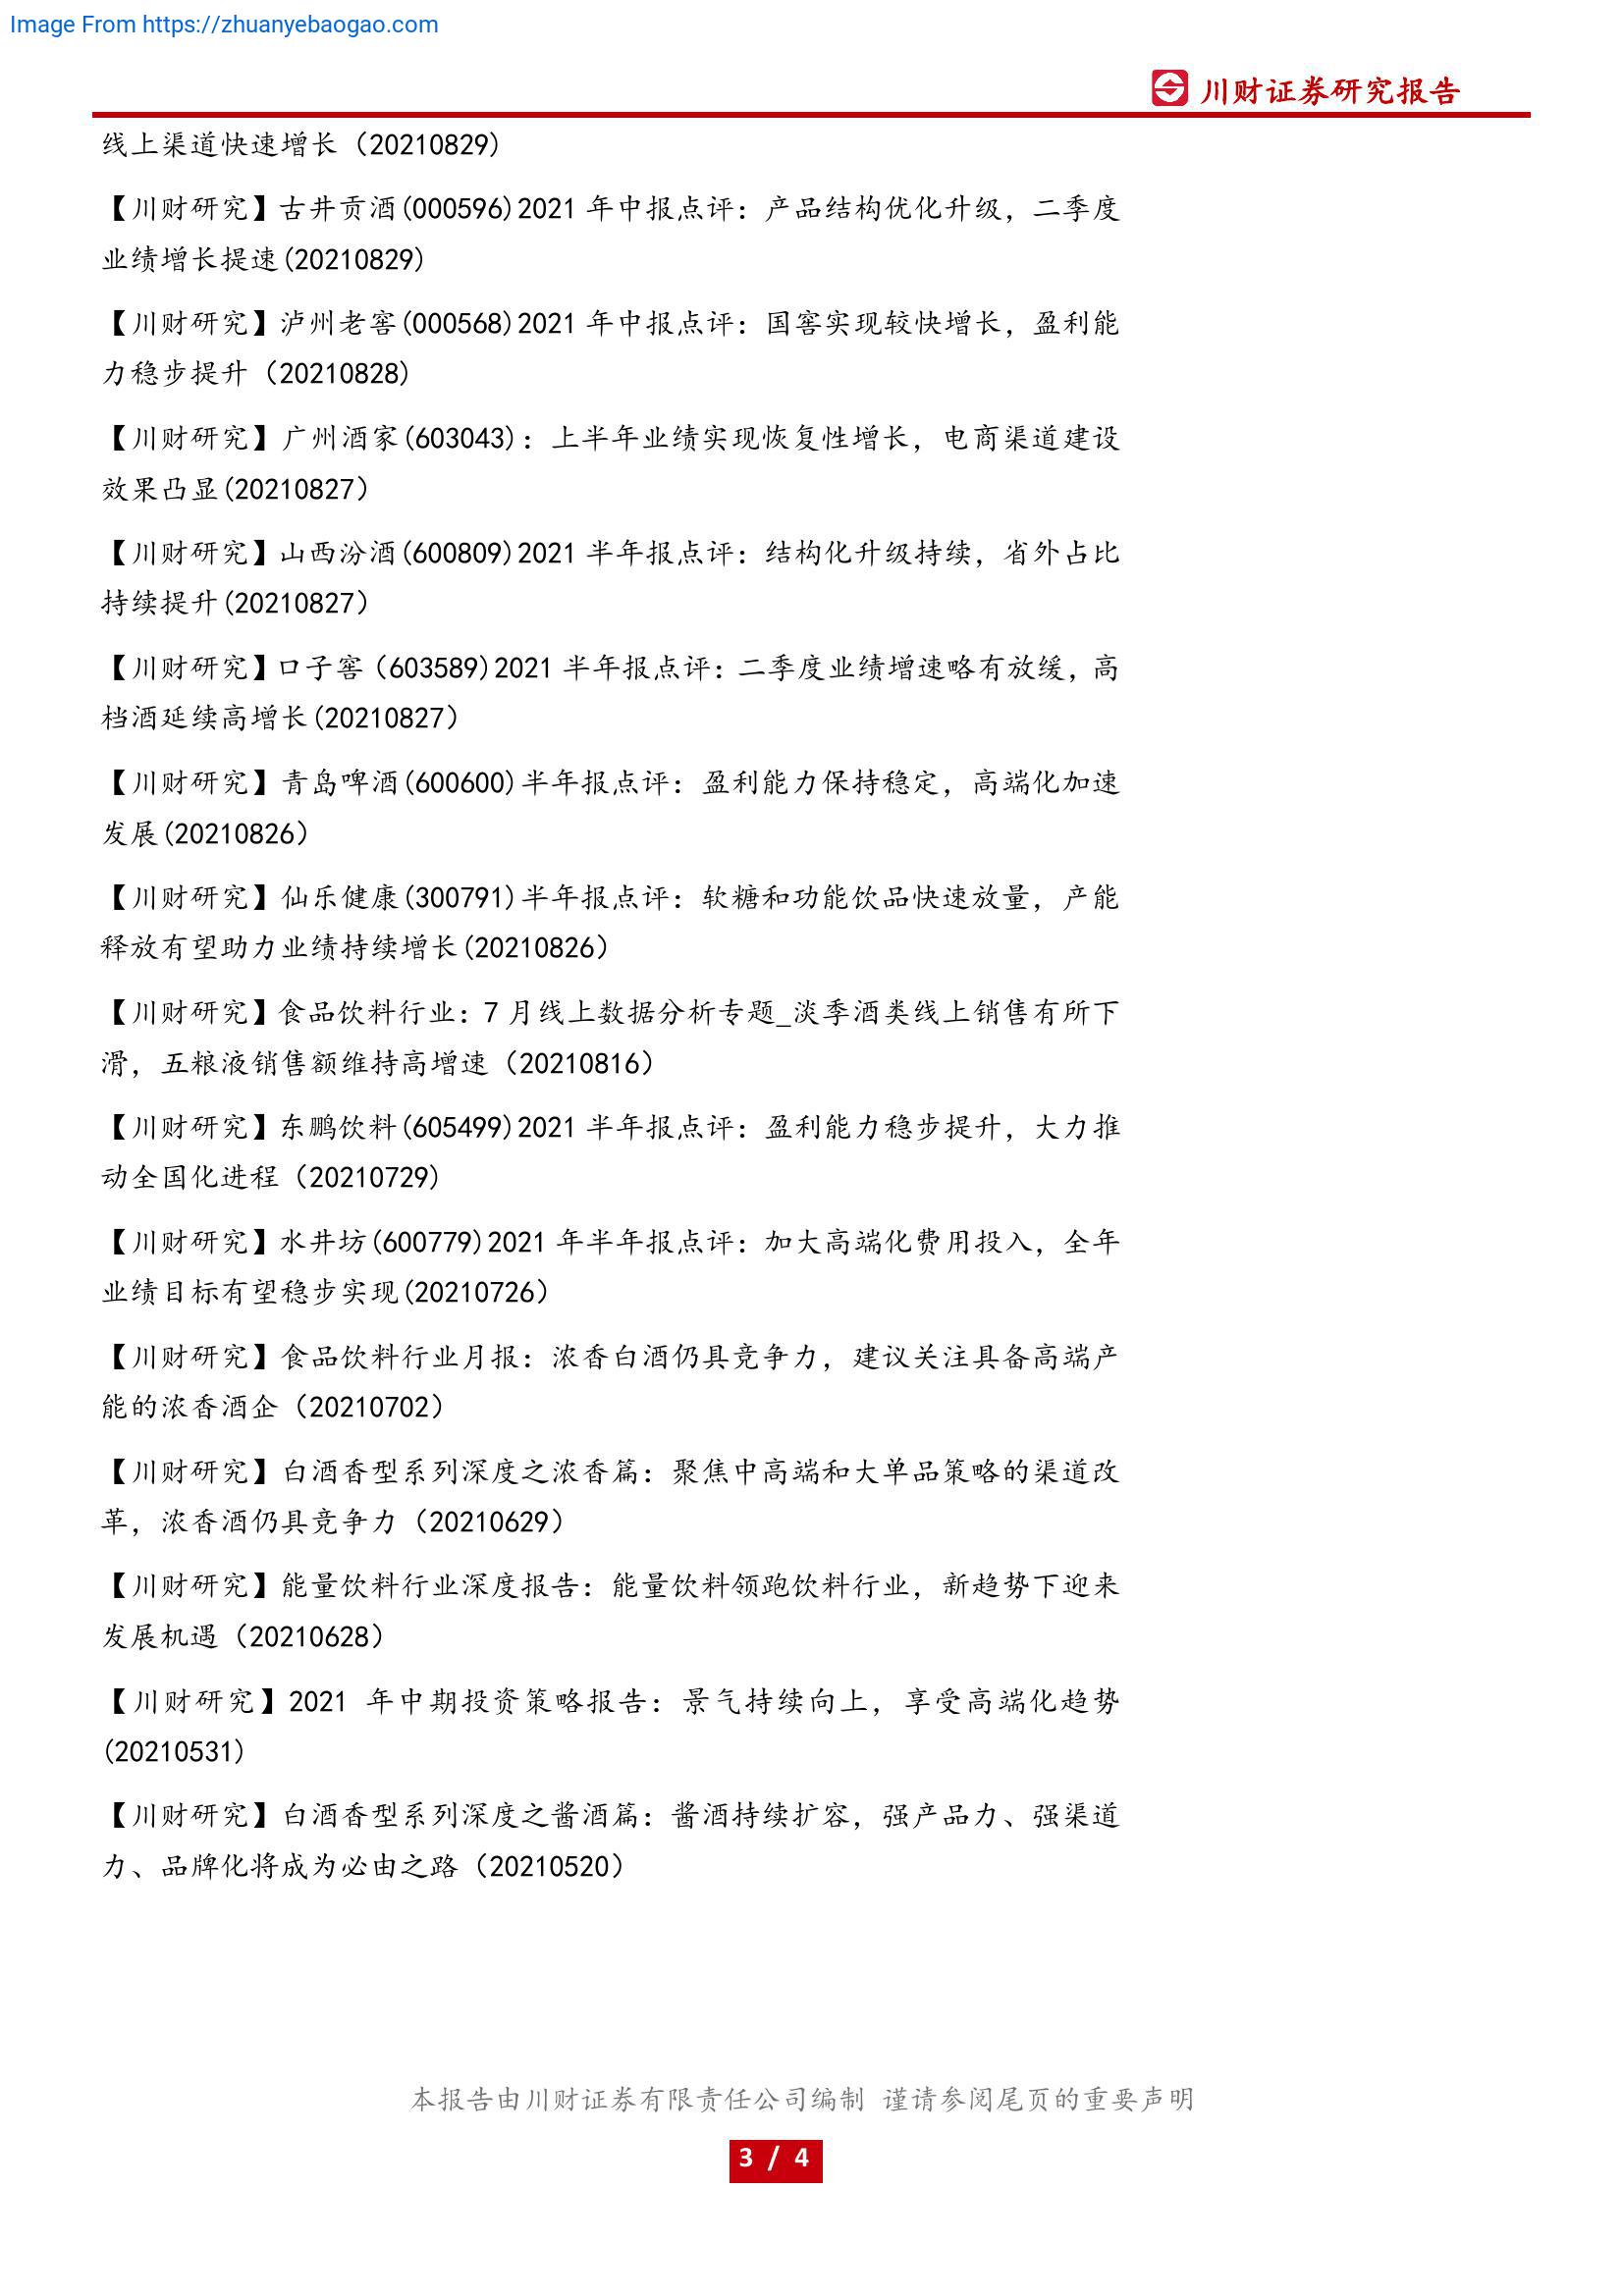 Image From https://zhuanyebaogao.com
川财证券研究报告
线上渠道快速增长（20210829)
【川财研究】古井贡酒(000596)2021 年中报点评：产品结构优化升级，二季度
业绩增长提速(20210829)
【川财研究】泸州老窖(000568)2021 年中报点评：国窖实现较快增长，盈利能
力稳步提升（20210828)
【川财研究】广州酒家(603043)：上半年业绩实现恢复性增长，电商渠道建设
效果凸显(20210827）
【川财研究】山西汾酒(600809)2021 半年报点评：结构化升级持续，省外占比
持续提升(20210827）
【川财研究】口子窖（603589)2021 半年报点评：二季度业绩增速略有放缓，高
档酒延续高增长(20210827）
【川财研究】青岛啤酒(600600)半年报点评：盈利能力保持稳定，高端化加速
发展(20210826）
【川财研究】仙乐健康(300791)半年报点评：软糖和功能饮品快速放量，产能
释放有望助力业绩持续增长(20210826）
【川财研究】食品饮料行业：7 月线上数据分析专题_淡季酒类线上销售有所下
滑，五粮液销售额维持高增速（20210816）
【川财研究】东鹏饮料(605499)2021 半年报点评：盈利能力稳步提升，大力推
动全国化进程（20210729)
【川财研究】水井坊(600779)2021 年半年报点评：加大高端化费用投入，全年
业绩目标有望稳步实现(20210726）
【川财研究】食品饮料行业月报：浓香白酒仍具竞争力，建议关注具备高端产
能的浓香酒企（20210702）
【川财研究】白酒香型系列深度之浓香篇：聚焦中高端和大单品策略的渠道改
革，浓香酒仍具竞争力（20210629）
【川财研究】能量饮料行业深度报告：能量饮料领跑饮料行业，新趋势下迎来
发展机遇（20210628）
【川财研究】2021 年中期投资策略报告：景气持续向上，享受高端化趋势
(20210531)
【川财研究】白酒香型系列深度之酱酒篇：酱酒持续扩容，强产品力、强渠道
力、品牌化将成为必由之路（20210520）
本报告由川财证券有限责任公司编制 谨请参阅尾页的重要声明
3 / 4